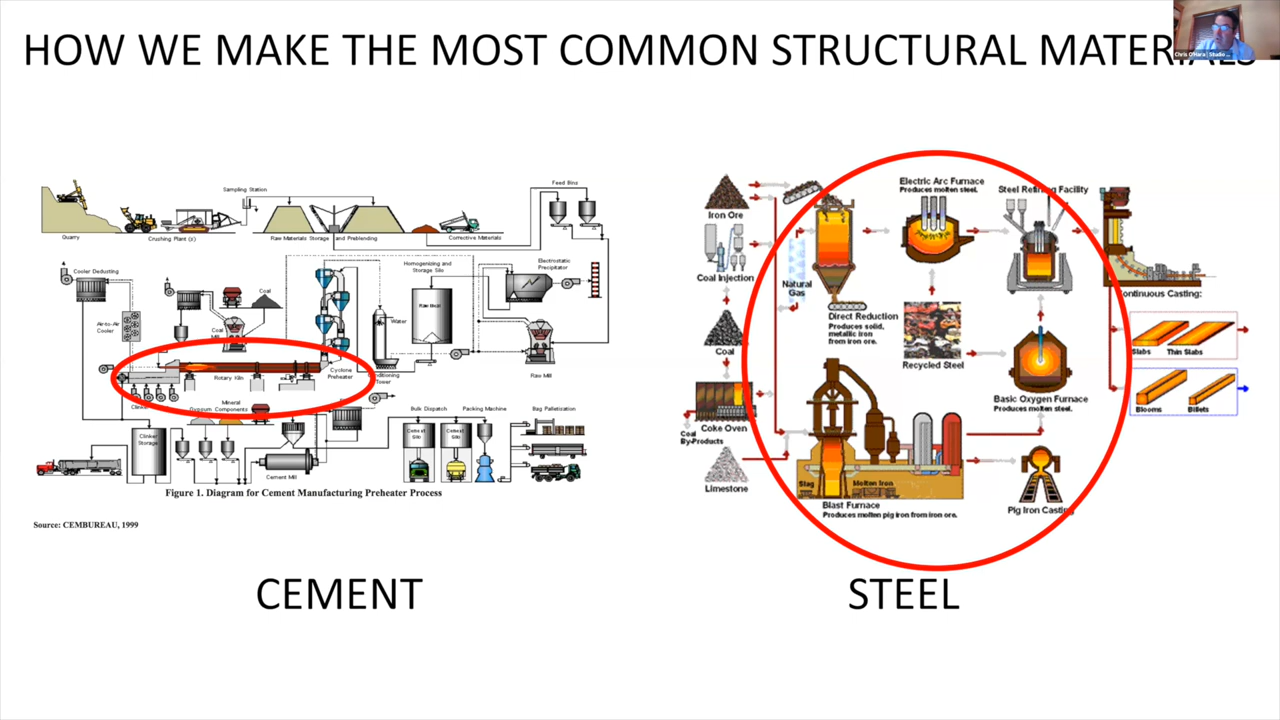 HOW WE MAKE THE MOST COMMON STRUCTURAL MATERIALS
Chris O'Hara | Studio ...
Sampling Station
Feed Bins
Quarry
Crushing Plant (s)
Raw Materials Storage and Preblending
Corrective Materials
Cooler Dedusting
Coal
Homogenizing and
Storage Silo
Electrostatic
Precipitator
Air-to-Air
Cooler
Coal
Water
Raw Meal
Rotary Kiln
Cyclone
Preheater
Tower
Raw Mill
Gypsum
Mineral
Components
Bulk Dispatch
Packing Machine
Bag Palletisation
Clinker
Storage
Cement
Silo
Cement
Silo
Cement Mill
Figure 1. Diagram for Cement Manufacturing Preheater Process
Source: CEMBUREAU, 1999
CEMENT
Iron Ore
Coal Injection
Natural
Gas
Coal
Coke Oven
Coal
By-Products
Limestone
Direct Reduction
Produces solid,
metallic iron
from iron ore.
Electric Arc Furnace
Produces molten steel.
Steel Refining Facility
Recycled Steel
Basic Oxygen Furnace
Produces molten steel.
Continuous Casting:
Slabs
Thin Slabs
Blooms
Billets
Slag
Molten Iron
Blast Furnace
Produces molten pig iron from iron ore.
Pig Iron Casting
STEEL